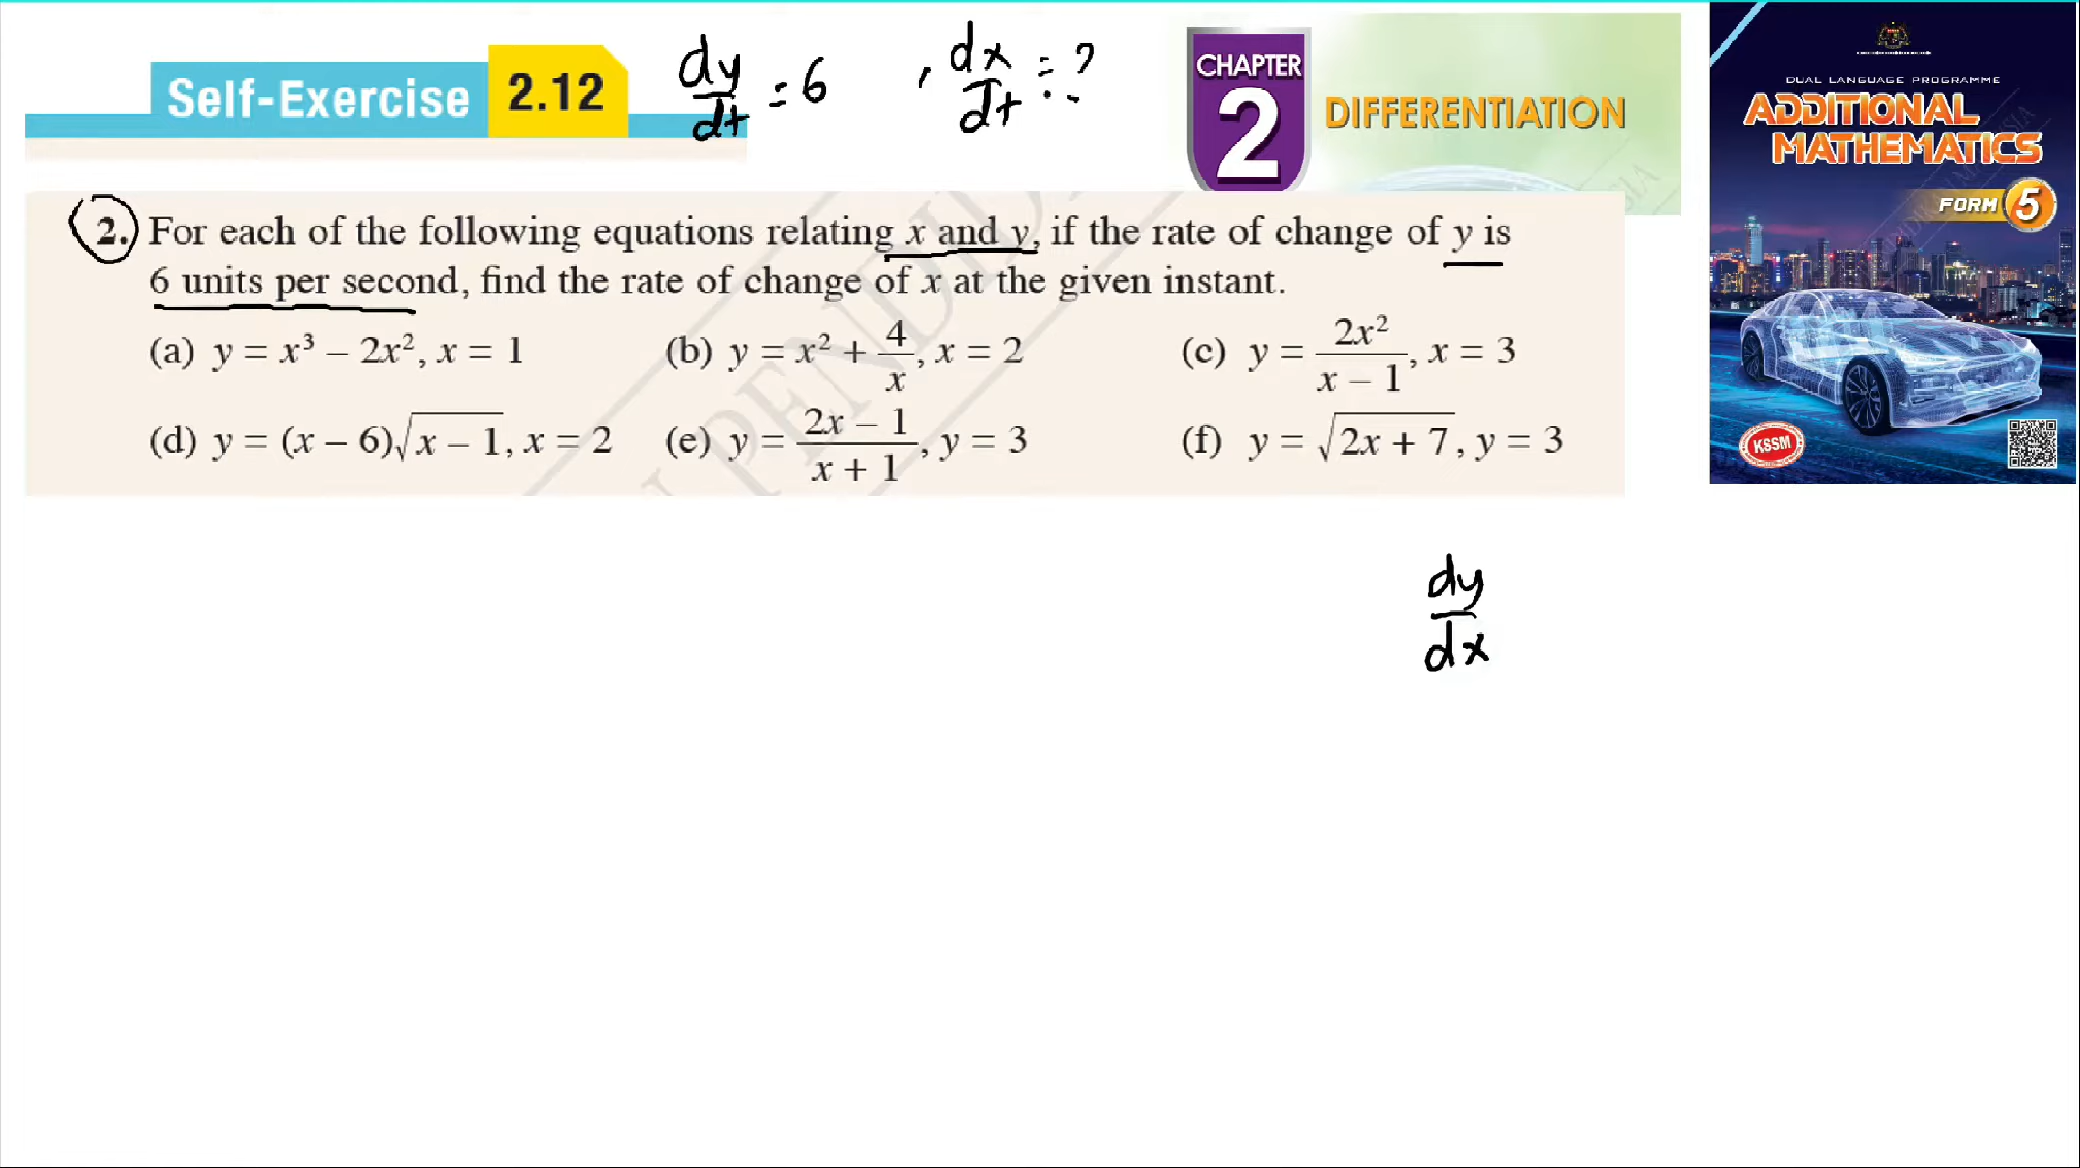 Self-Exercise 2.12
dy/dt = 6 , dx/dt = ?
CHAPTER
2
DIFFERENTIATION
DUAL LANGUAGE PROGRAMME
ADDITIONAL
MATHEMATICS
FORM 5
KSSM
2. For each of the following equations relating x and y, if the rate of change of y is
6 units per second, find the rate of change of x at the given instant.
(a) y = x³ – 2x², x = 1 (b) y = x² + 4/x, x = 2 (c) y = 2x²/(x – 1), x = 3
(d) y = (x – 6)√(x – 1), x = 2 (e) y = (2x – 1)/(x + 1), y = 3 (f) y = √(2x + 7), y = 3
dy/dx